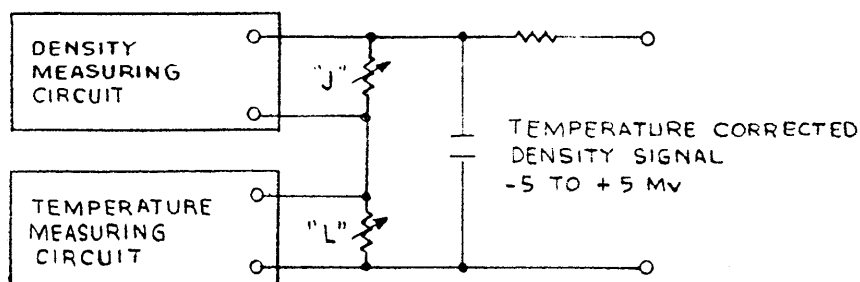 DENSITY
MEASURING
CIRCUIT
"J"
TEMPERATURE CORRECTED
DENSITY SIGNAL
-5 TO +5 Mv
TEMPERATURE
MEASURING
CIRCUIT
"L"